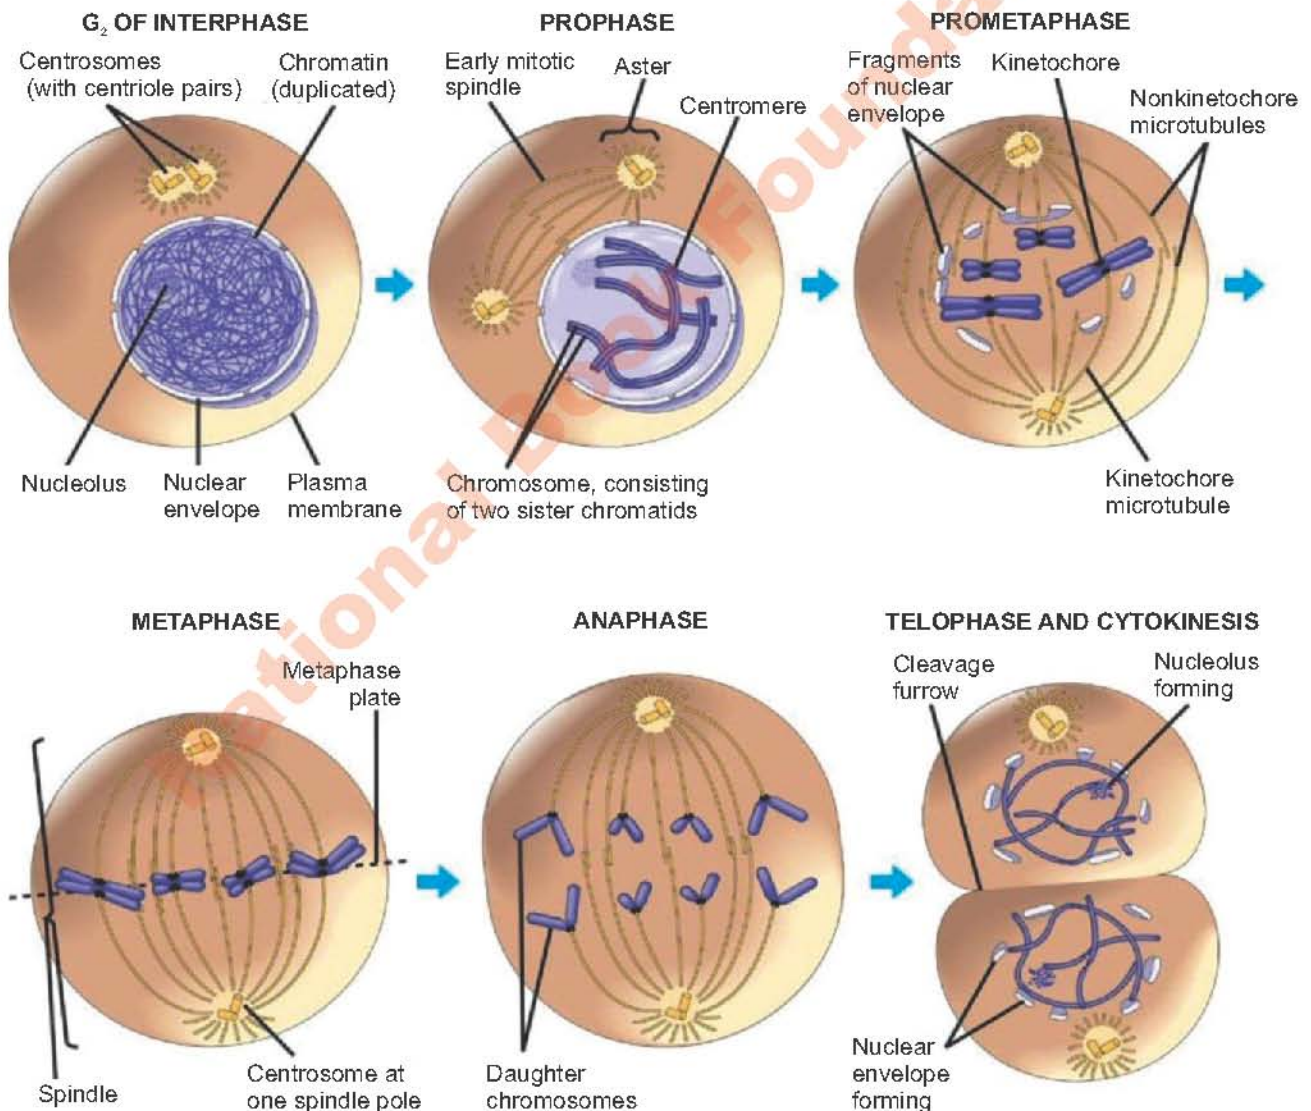 G₂ OF INTERPHASE
Centrosomes
(with centriole pairs)
Chromatin
(duplicated)
Nucleolus
Nuclear
envelope
Plasma
membrane
PROPHASE
Early mitotic
spindle
Aster
Centromere
Chromosome, consisting
of two sister chromatids
PROMETAPHASE
Fragments
of nuclear
envelope
Kinetochore
Nonkinetochore
microtubules
Kinetochore
microtubule
METAPHASE
Metaphase
plate
Spindle
Centrosome at
one spindle pole
ANAPHASE
Daughter
chromosomes
TELOPHASE AND CYTOKINESIS
Cleavage
furrow
Nucleolus
forming
Nuclear
envelope
forming